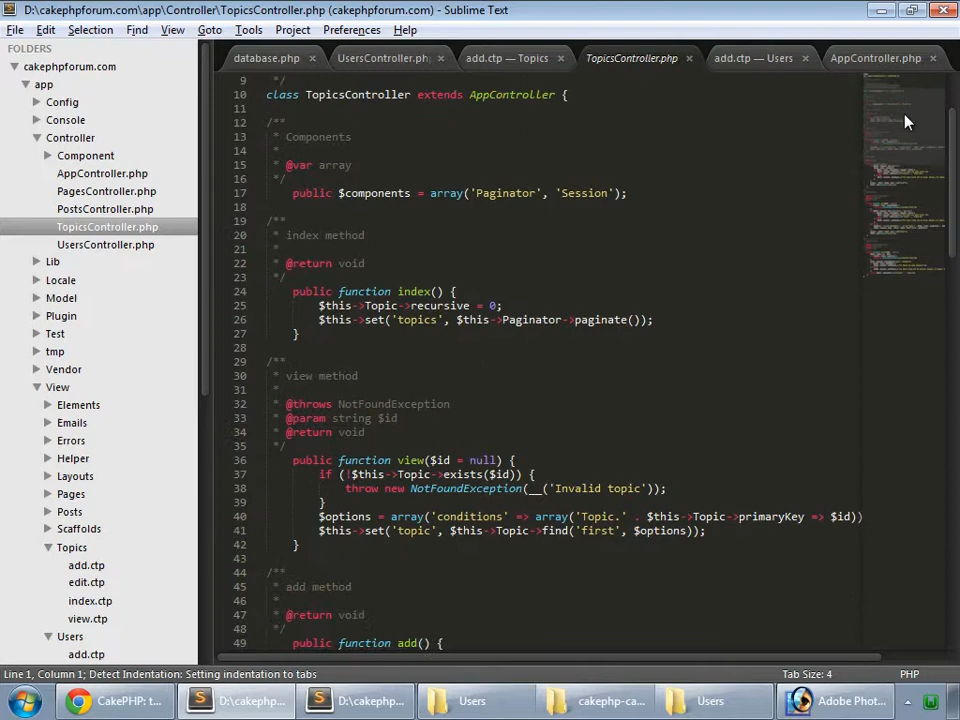 D:\cakephpforum.com\app\Controller\TopicsController.php (cakephpforum.com) - Sublime Text
File Edit Selection Find View Goto Tools Project Preferences Help
FOLDERS
cakephpforum.com
app
Config
Console
Controller
Component
AppController.php
PagesController.php
PostsController.php
TopicsController.php
UsersController.php
Lib
Locale
Model
Plugin
Test
tmp
Vendor
View
Elements
Emails
Errors
Helper
Layouts
Pages
Posts
Scaffolds
Topics
add.ctp
edit.ctp
index.ctp
view.ctp
Users
add.ctp
database.php × UsersController.ph × add.ctp — Topics × TopicsController.php × add.ctp — Users × AppController.php ×
9 */
10 class TopicsController extends AppController {
11
12 /**
13 * Components
14 *
15 * @var array
16 */
17 public $components = array('Paginator', 'Session');
18
19 /**
20 * index method
21 *
22 * @return void
23 */
24 public function index() {
25 $this->Topic->recursive = 0;
26 $this->set('topics', $this->Paginator->paginate());
27 }
28
29 /**
30 * view method
31 *
32 * @throws NotFoundException
33 * @param string $id
34 * @return void
35 */
36 public function view($id = null) {
37 if (!$this->Topic->exists($id)) {
38 throw new NotFoundException(__('Invalid topic'));
39 }
40 $options = array('conditions' => array('Topic.' . $this->Topic->primaryKey => $id))
41 $this->set('topic', $this->Topic->find('first', $options));
42 }
43
44 /**
45 * add method
46 *
47 * @return void
48 */
49 public function add() {
Line 1, Column 1; Detect Indentation: Setting indentation to tabs Tab Size: 4 PHP
CakePHP: t... D:\cakephp... D:\cakephp... Users cakephp-ca... Users Adobe Phot...